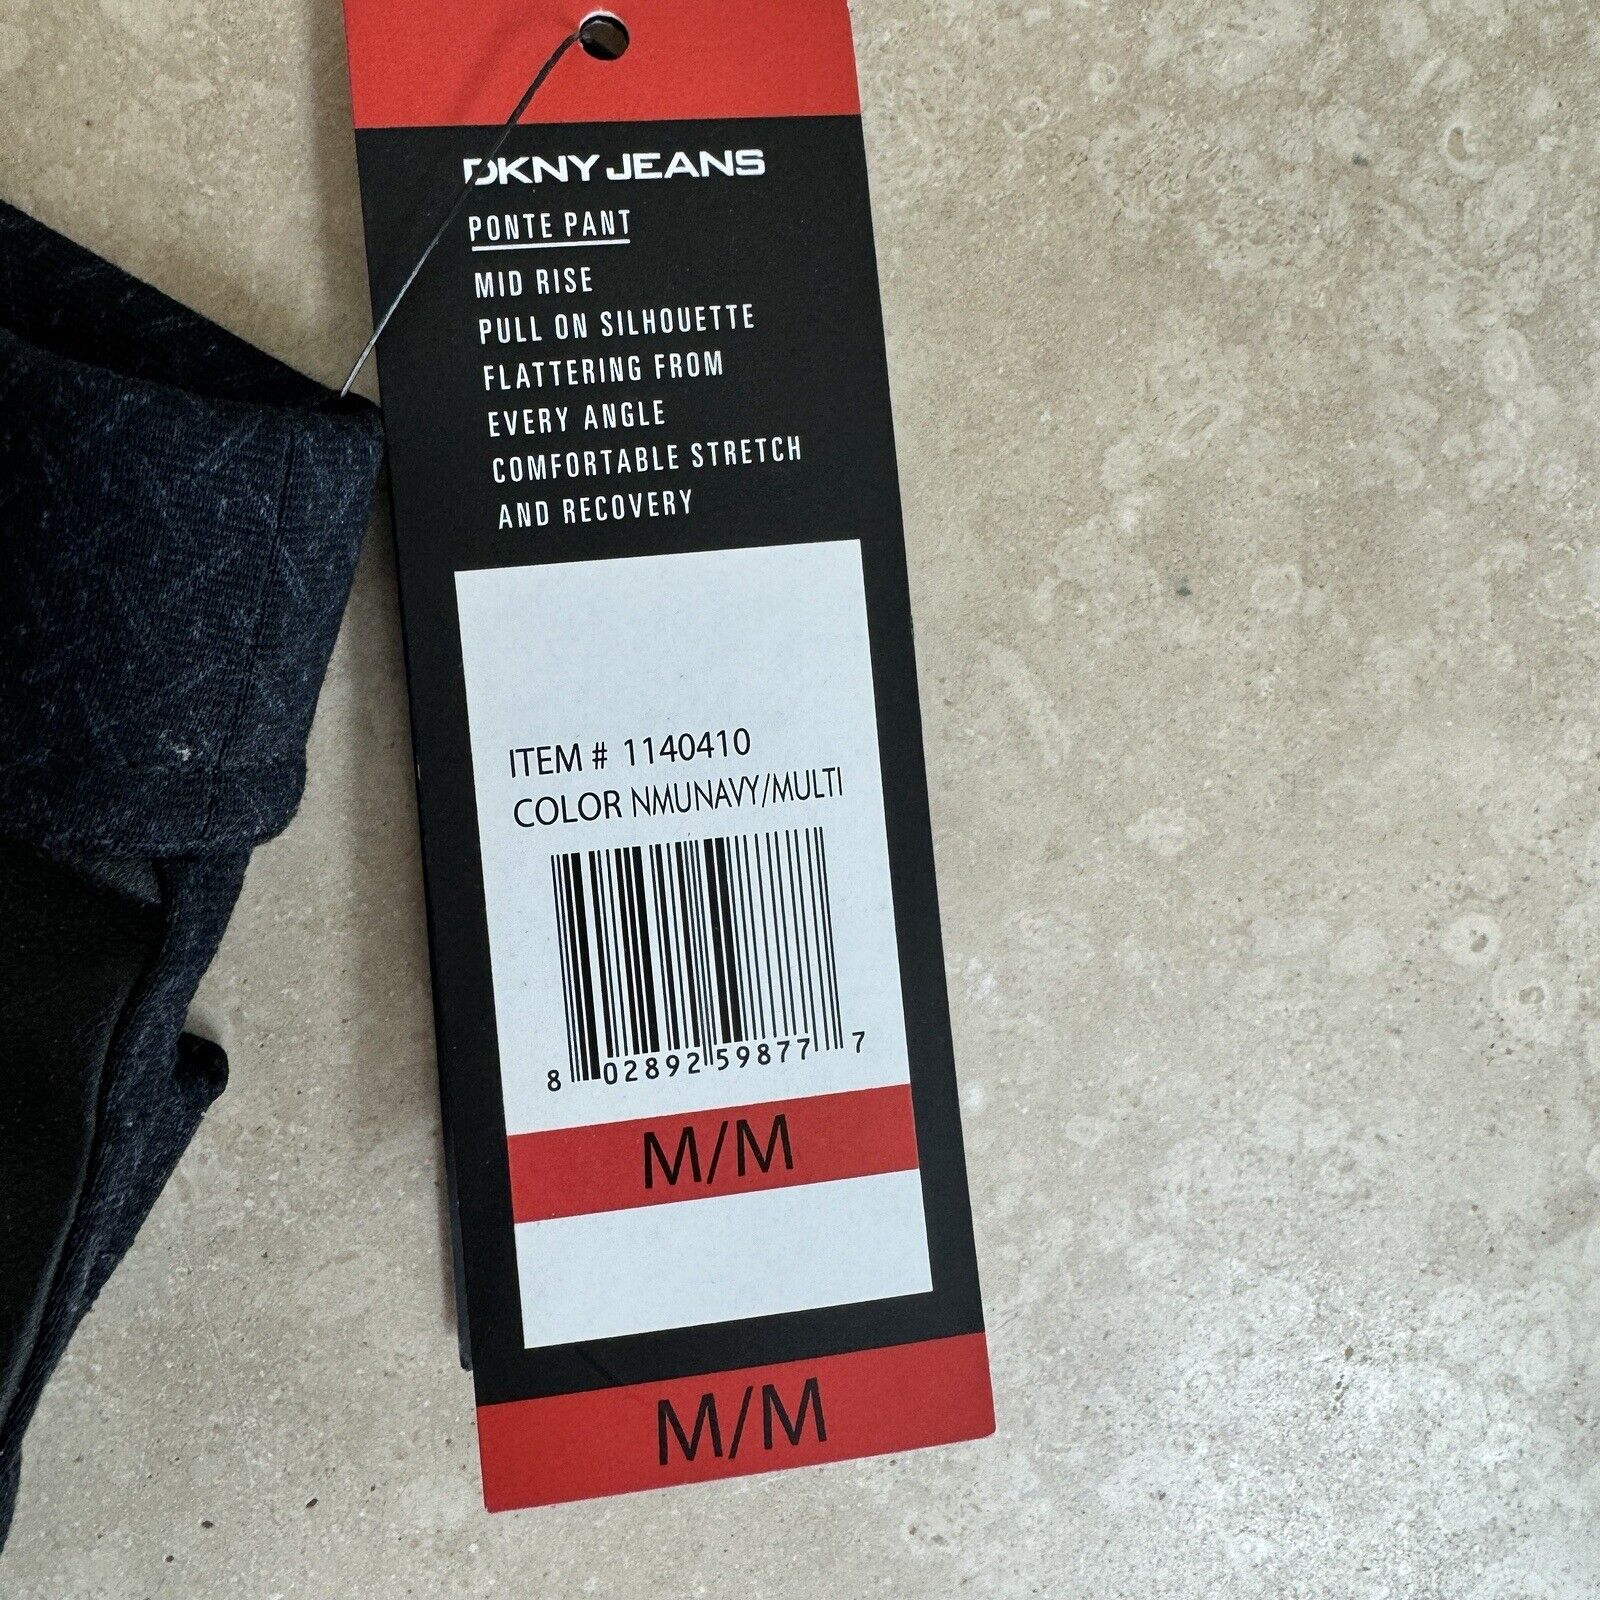 DKNY JEANS
PONTE PANT
MID RISE
PULL ON SILHOUETTE
FLATTERING FROM
EVERY ANGLE
COMFORTABLE STRETCH
AND RECOVERY
ITEM # 1140410
COLOR NMUNAVY/MULTI
8 02892 59877 7
M/M
M/M